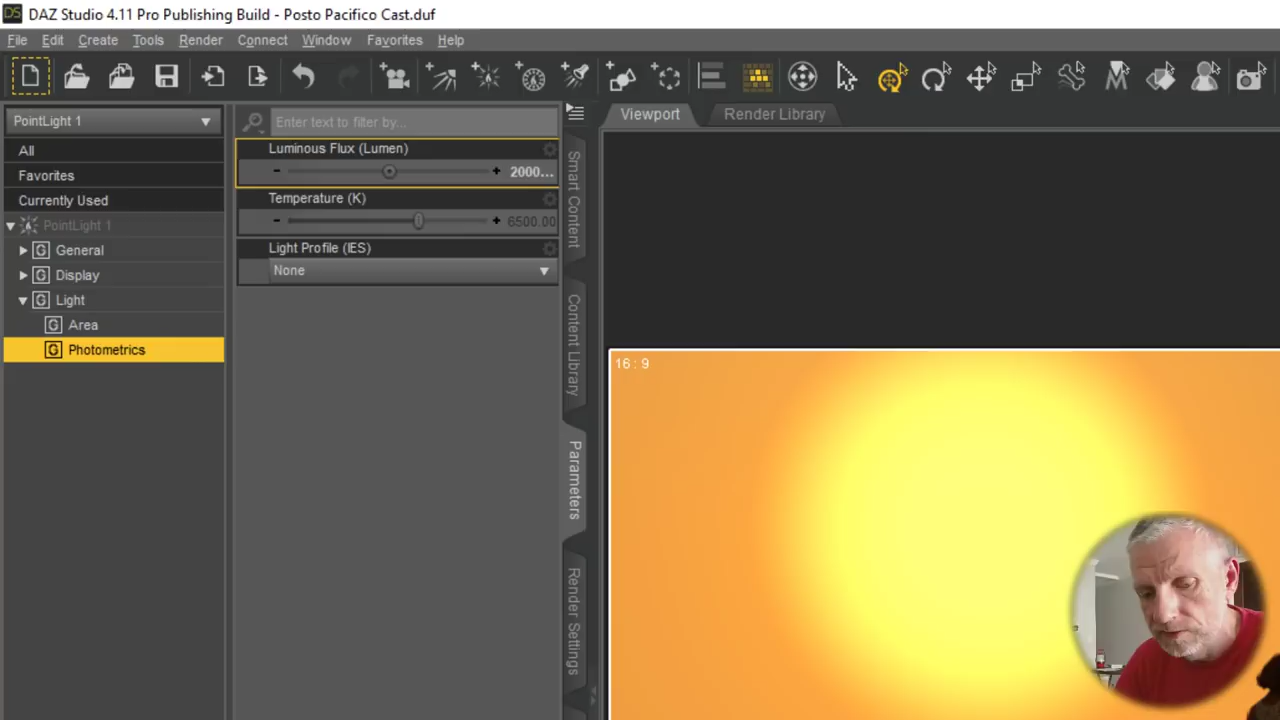 DAZ Studio 4.11 Pro Publishing Build - Posto Pacifico Cast.duf
File Edit Create Tools Render Connect Window Favorites Help
PointLight 1
Enter text to filter by...
Viewport
Render Library
All
Favorites
Currently Used
PointLight 1
General
Display
Light
Area
Photometrics
Luminous Flux (Lumen)
2000...
Temperature (K)
6500.00
Light Profile (IES)
None
Smart Content
Content Library
Parameters
Render Settings
16 : 9